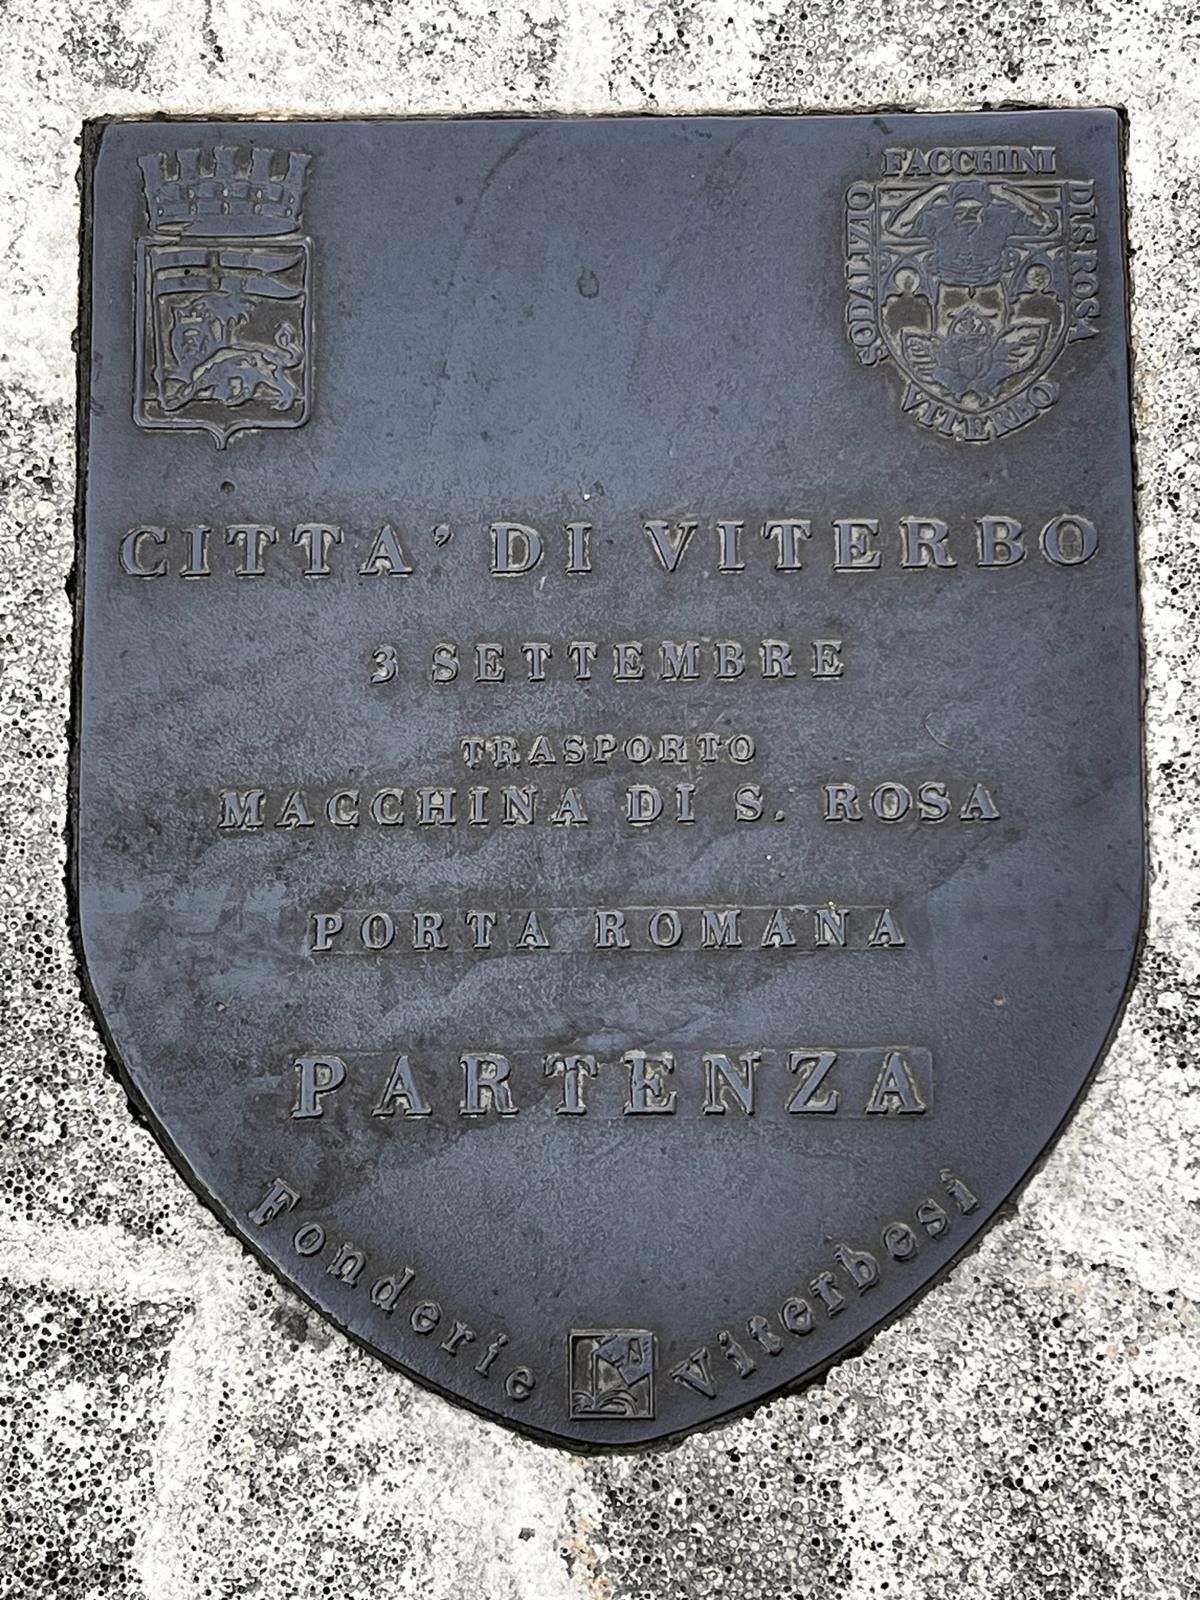 SODALIZIO
FACCHINI
DI S.ROSA
VITERBO
CITTA' DI VITERBO
3 SETTEMBRE
TRASPORTO
MACCHINA DI S. ROSA
PORTA ROMANA
PARTENZA
Fonderie Viterbesi